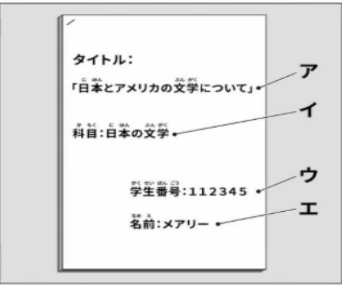 タイトル：
「日本とアメリカの文学について」
ア
イ
科目：日本の文学
学生番号：１１２３４５
ウ
名前：メアリー
エ